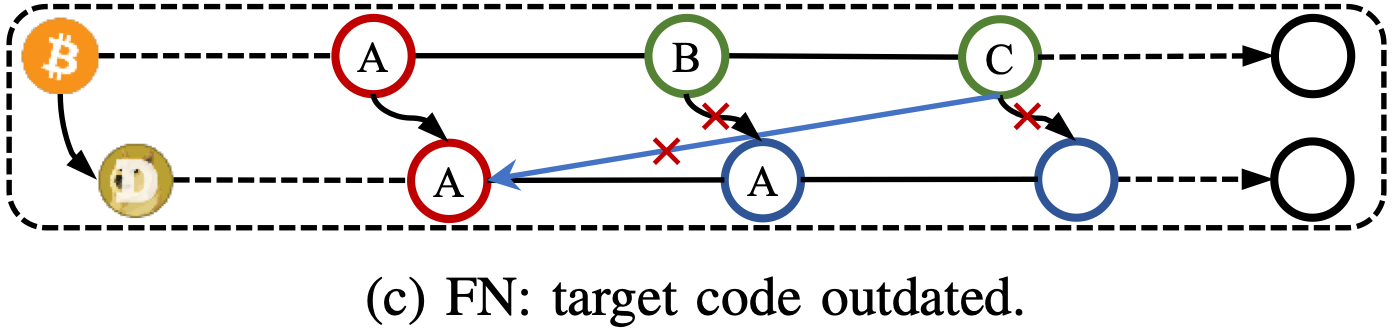 A B C
A A
(c) FN: target code outdated.